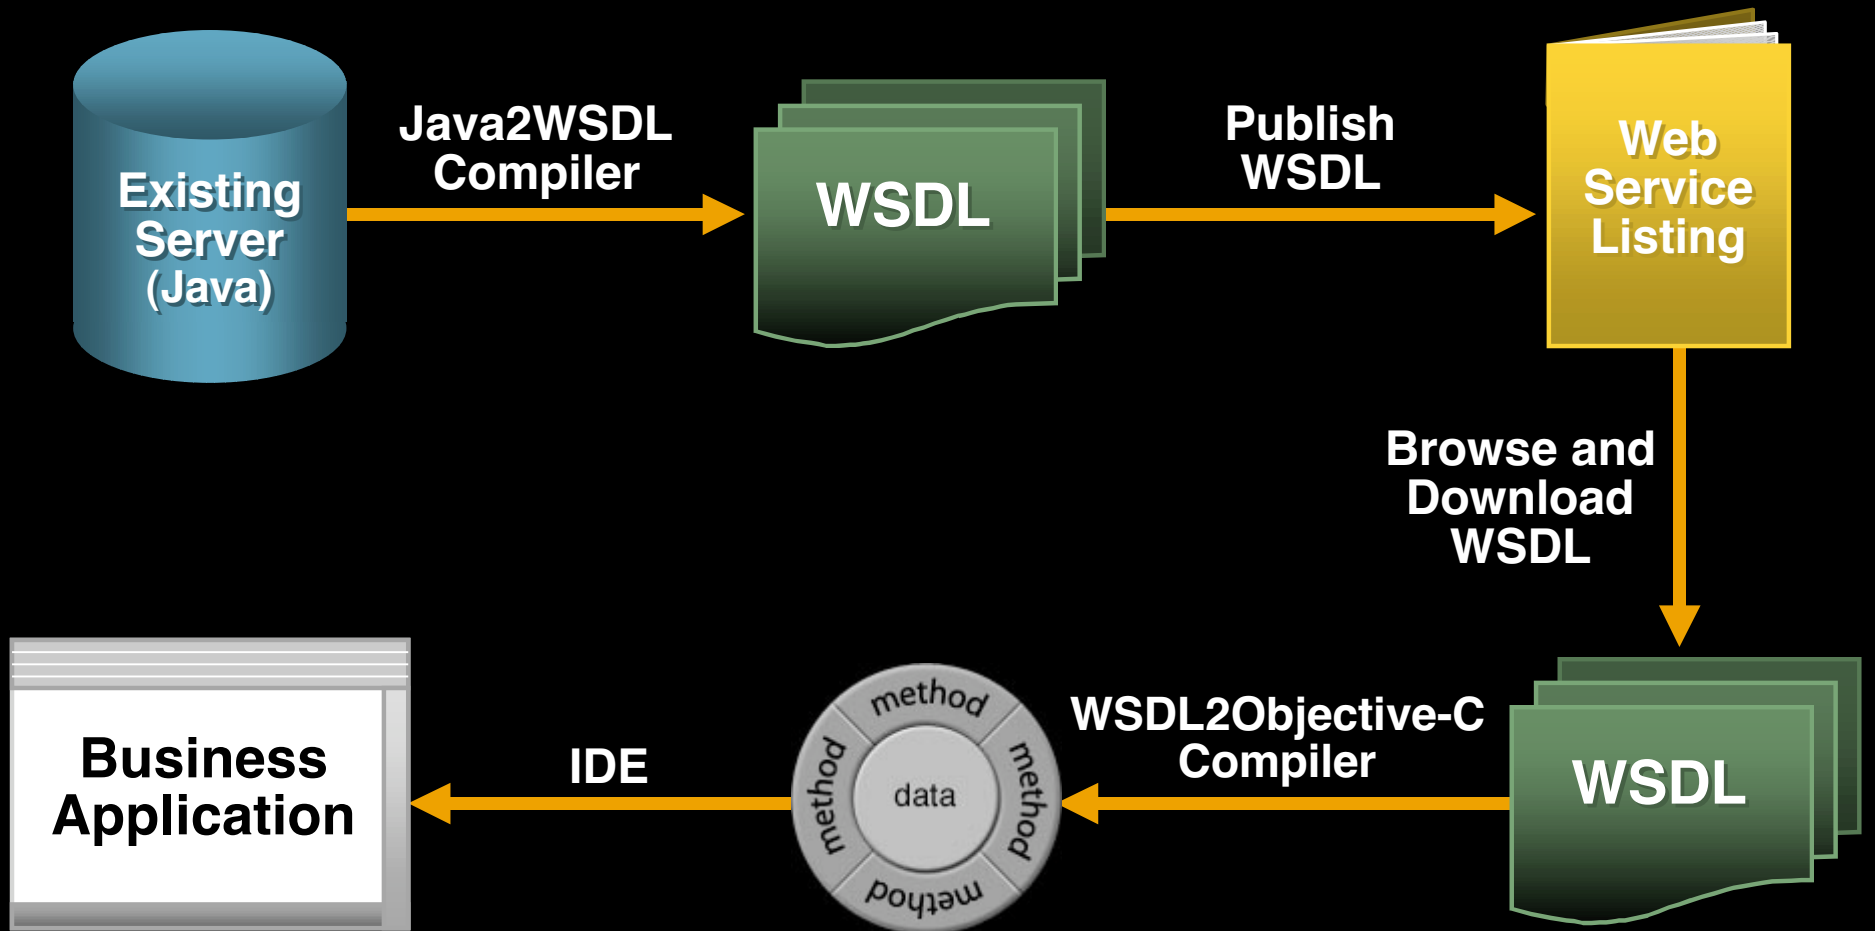 Existing
Server
(Java)
Java2WSDL
Compiler
WSDL
Publish
WSDL
Web
Service
Listing
Browse and
Download
WSDL
WSDL
WSDL2Objective-C
Compiler
method
method
data
method
method
IDE
Business
Application